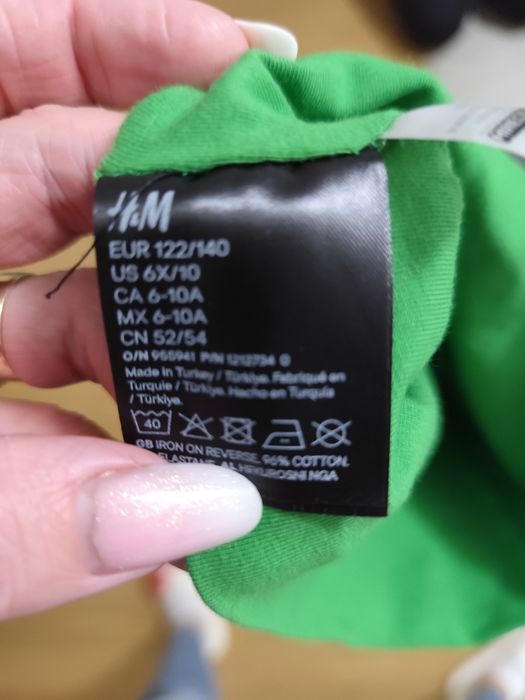 H&M
EUR 122/140
US 6X/10
CA 6-10A
MX 6-10A
CN 52/54
O/N 955941 P/N 1212734 0
Made in Turkey / Türkiye. Fabriqué en
Turquie / Türkiye. Hecho en Turquía
/ Türkiye.
40
GB IRON ON REVERSE. 96% COTTON,
ELASTANE. AL HEKUROSNI NGA